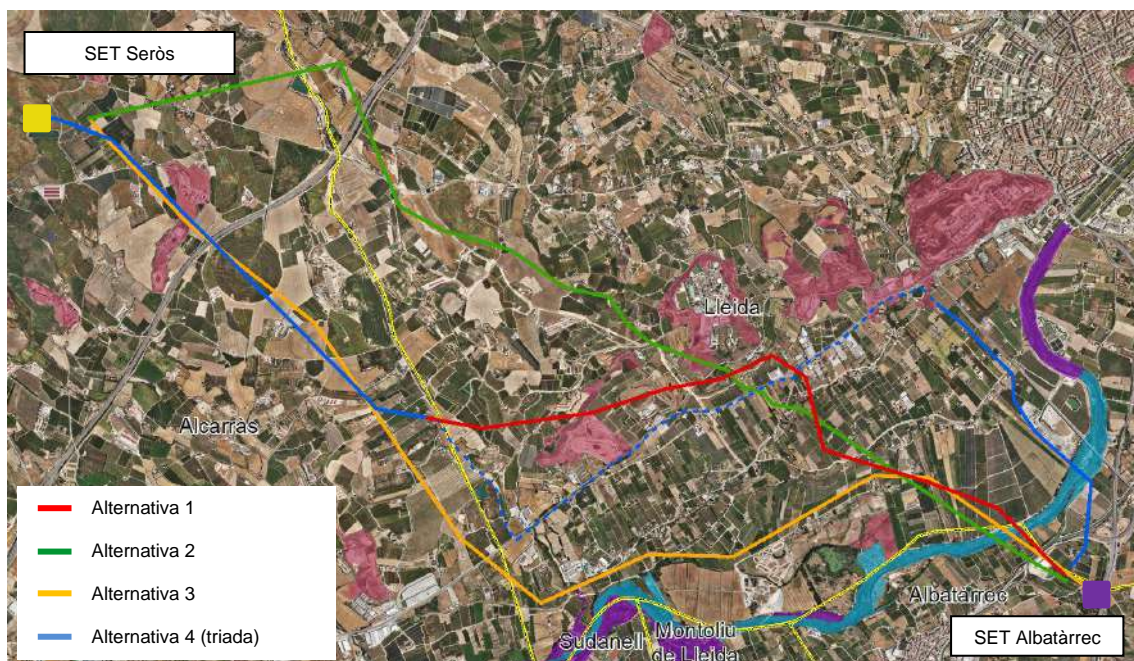 SET Seròs
Lleida
Alcarras
Alternativa 1
Alternativa 2
Alternativa 3
Alternativa 4 (triada)
Albatàrrec
Sudanell
Montoliu
de Lleida
SET Albatàrrec